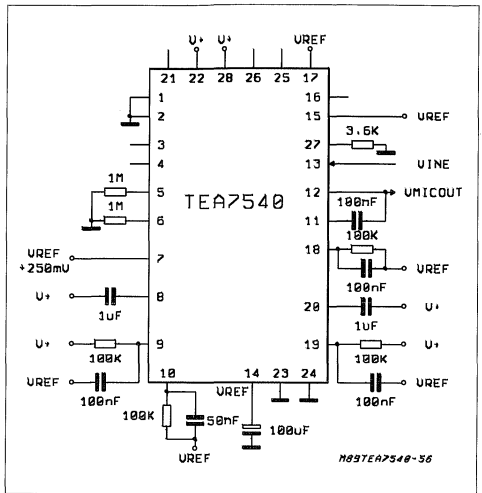 V+ V+ VREF
21 22 28 26 25 17
1 16
2 15 VREF
3 27 3.6K
4 13 VINE
1M
5 TEA7540 12 VMICOUT
100nF
1M
6 11
100K
18
VREF
+250mV
7 VREF
100nF
V+ 8 20 V+
1uF 1uF
V+ 9 19 V+
100K 100K
VREF VREF
100nF 100nF
10 14 23 24
VREF
100K 50nF 100uF
VREF
M89TEA7540-56